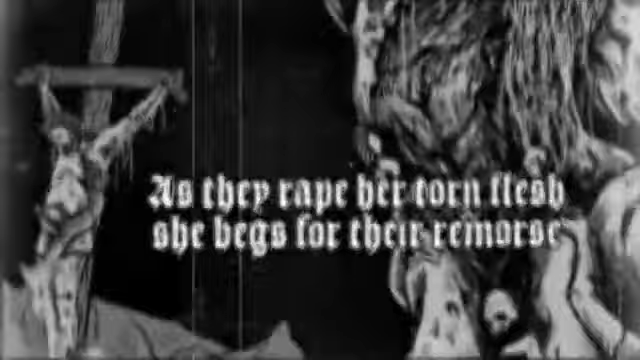 As they rape her torn flesh
she begs for their remorse